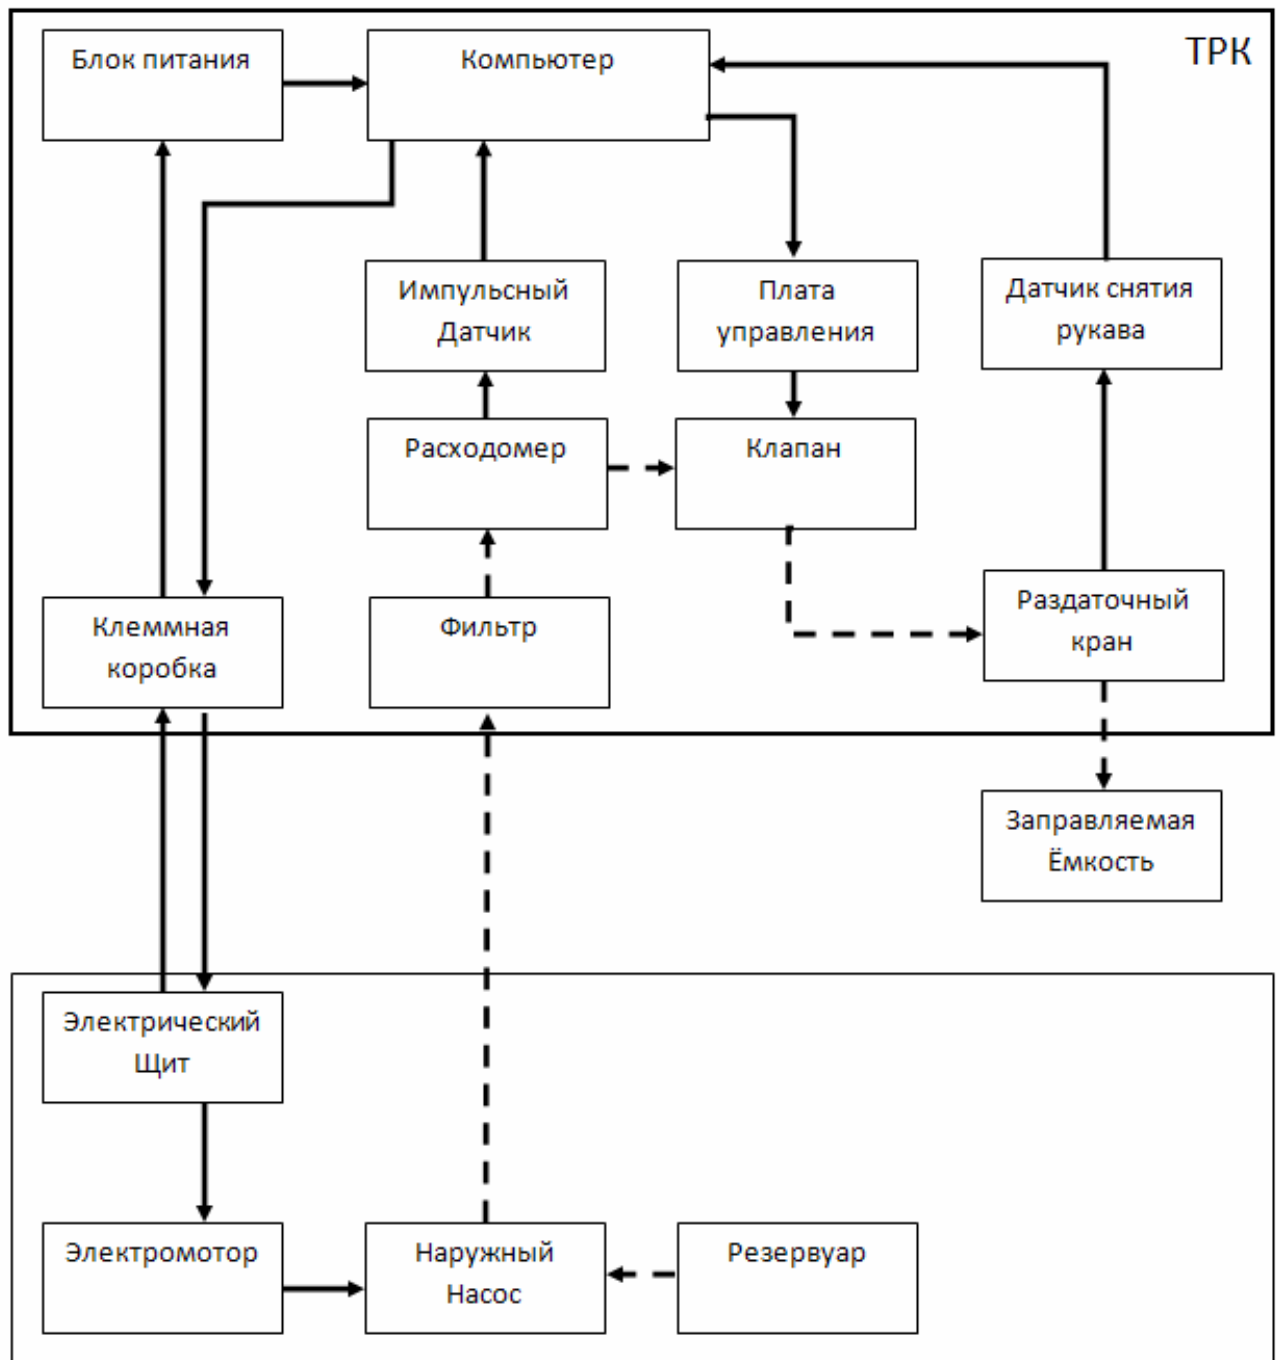 ТРК
Блок питания
Компьютер
Импульсный
Датчик
Плата
управления
Датчик снятия
рукава
Расходомер
Клапан
Клеммная
коробка
Фильтр
Раздаточный
кран
Заправляемая
Ёмкость
Электрический
Щит
Электромотор
Наружный
Насос
Резервуар